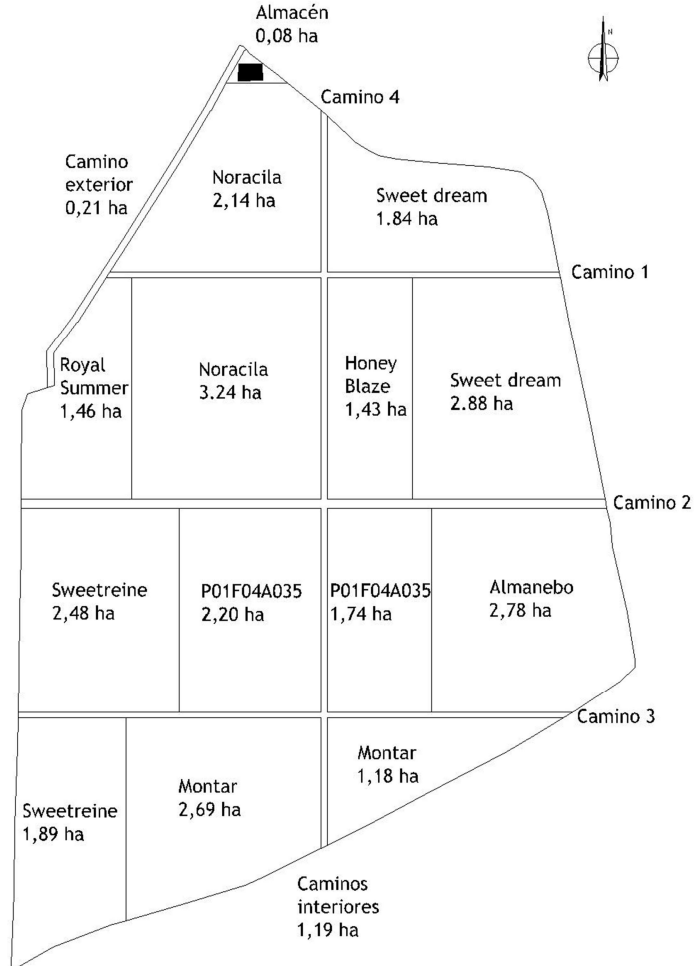 Almacén
0,08 ha
N
Camino 4
Camino
exterior
0,21 ha
Noracila
2,14 ha
Sweet dream
1.84 ha
Camino 1
Royal
Summer
1,46 ha
Noracila
3.24 ha
Honey
Blaze
1,43 ha
Sweet dream
2.88 ha
Camino 2
Sweetreine
2,48 ha
P01F04A035
2,20 ha
P01F04A035
1,74 ha
Almanebo
2,78 ha
Camino 3
Sweetreine
1,89 ha
Montar
2,69 ha
Montar
1,18 ha
Caminos
interiores
1,19 ha